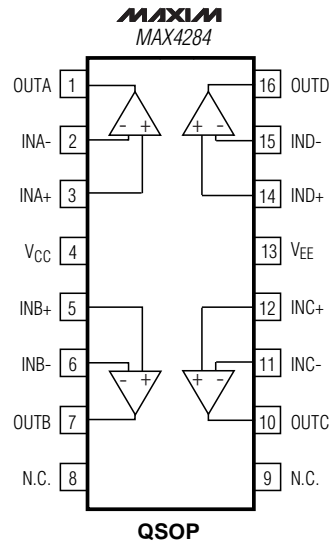 MAXIM
MAX4284
OUTA 1 16 OUTD
- + + -
INA- 2 15 IND-
INA+ 3 14 IND+
VCC 4 13 VEE
INB+ 5 12 INC+
INB- 6 11 INC-
- + + -
OUTB 7 10 OUTC
N.C. 8 9 N.C.
QSOP